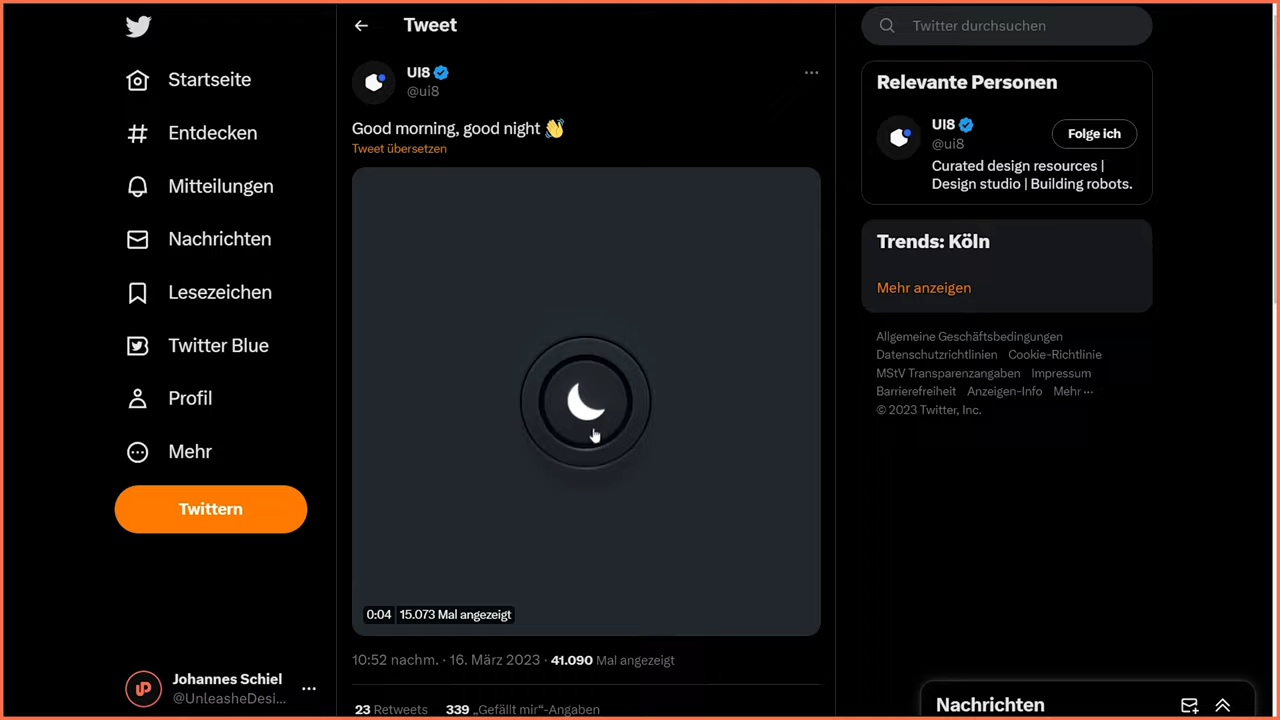 Startseite
Entdecken
Mitteilungen
Nachrichten
Lesezeichen
Twitter Blue
Profil
Mehr
Twittern
Johannes Schiel
@UnleasheDesi...
Tweet
UI8
@ui8
Good morning, good night 👋
Tweet übersetzen
0:04 15.073 Mal angezeigt
10:52 nachm. · 16. März 2023 · 41.090 Mal angezeigt
23 Retweets 339 „Gefällt mir“-Angaben
Twitter durchsuchen
Relevante Personen
UI8
@ui8
Folge ich
Curated design resources |
Design studio | Building robots.
Trends: Köln
Mehr anzeigen
Allgemeine Geschäftsbedingungen
Datenschutzrichtlinien Cookie-Richtlinie
MStV Transparenzangaben Impressum
Barrierefreiheit Anzeigen-Info Mehr ···
© 2023 Twitter, Inc.
Nachrichten